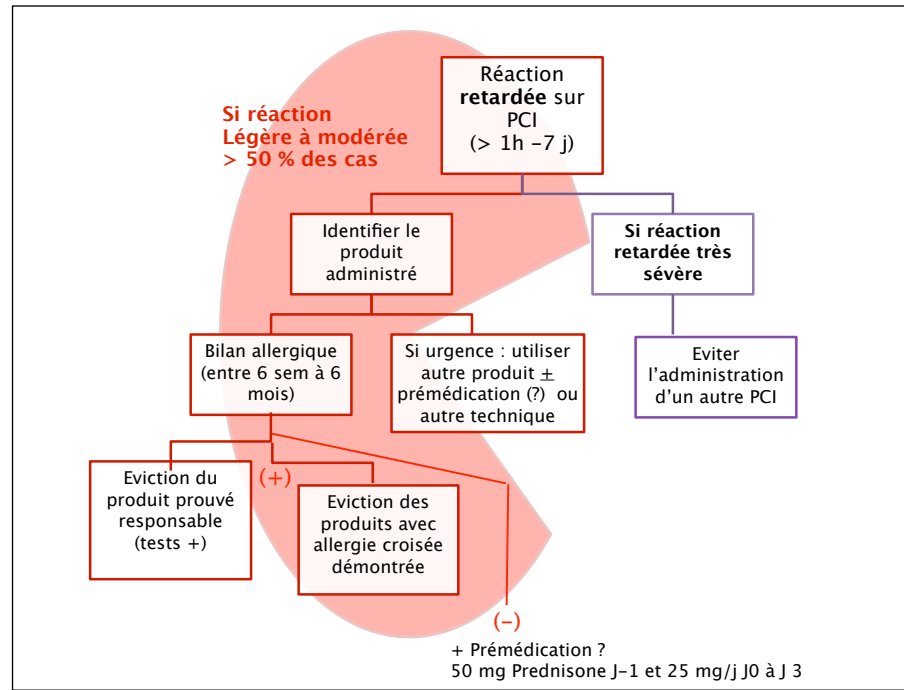 Réaction
retardée sur
PCI
(> 1h -7 j)
Si réaction
Légère à modérée
> 50 % des cas
Identifier le
produit
administré
Si réaction
retardée très
sévère
Bilan allergique
(entre 6 sem à 6
mois)
Si urgence : utiliser
autre produit ±
prémédication (?) ou
autre technique
Eviter
l'administration
d'un autre PCI
Eviction du
produit prouvé
responsable
(tests +)
(+)
Eviction des
produits avec
allergie croisée
démontrée
(-)
+ Prémédication ?
50 mg Prednisone J-1 et 25 mg/j J0 à J 3